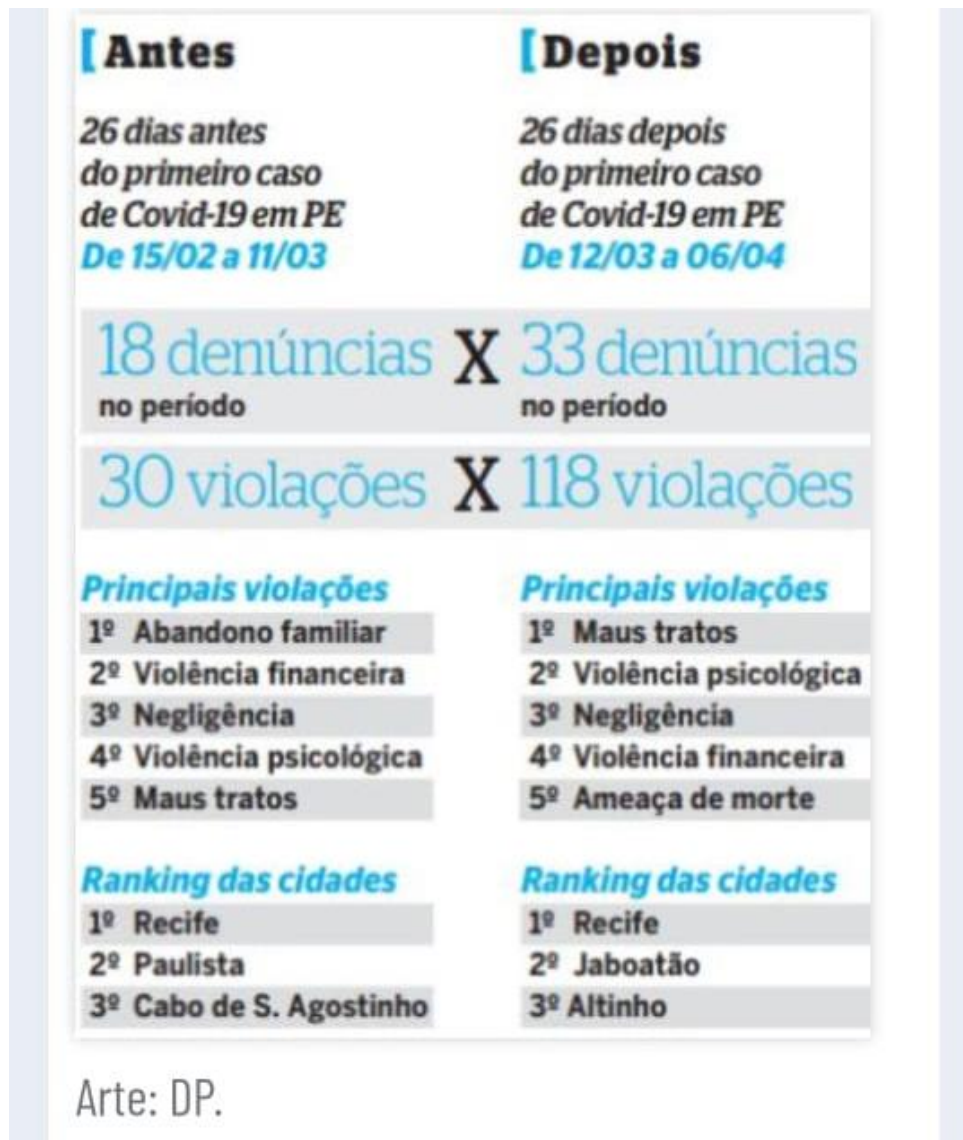 [Antes
26 dias antes
do primeiro caso
de Covid-19 em PE
De 15/02 a 11/03
[Depois
26 dias depois
do primeiro caso
de Covid-19 em PE
De 12/03 a 06/04
18 denúncias X 33 denúncias
no período no período
30 violações X 118 violações
Principais violações
1º Abandono familiar
2º Violência financeira
3º Negligência
4º Violência psicológica
5º Maus tratos
Principais violações
1º Maus tratos
2º Violência psicológica
3º Negligência
4º Violência financeira
5º Ameaça de morte
Ranking das cidades
1º Recife
2º Paulista
3º Cabo de S. Agostinho
Ranking das cidades
1º Recife
2º Jaboatão
3º Altinho
Arte: DP.